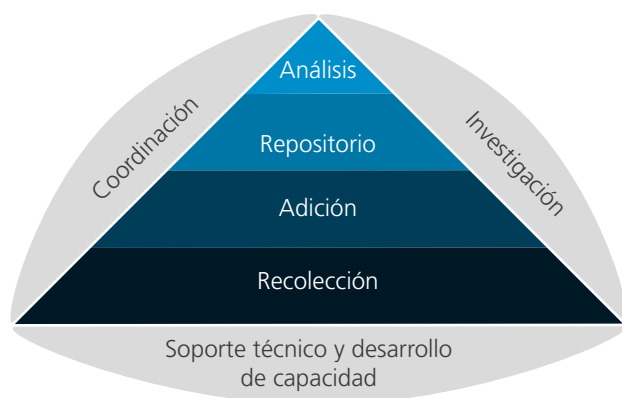 Análisis
Coordinación
Investigación
Repositorio
Adición
Recolección
Soporte técnico y desarrollo
de capacidad